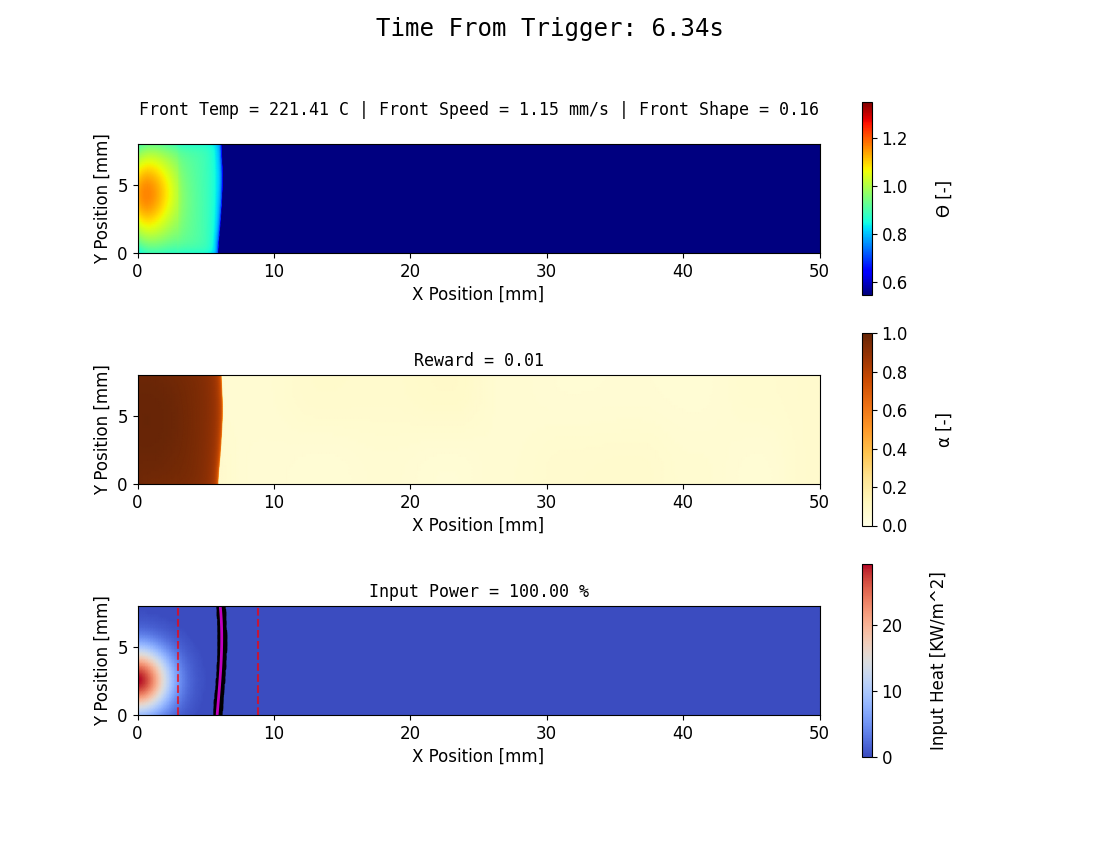 Time From Trigger: 6.34s
Front Temp = 221.41 C | Front Speed = 1.15 mm/s | Front Shape = 0.16
Y Position [mm]
5
0
0 10 20 30 40 50
X Position [mm]
1.2
1.0
0.8
0.6
Θ [-]
Reward = 0.01
Y Position [mm]
5
0
0 10 20 30 40 50
X Position [mm]
1.0
0.8
0.6
0.4
0.2
0.0
α [-]
Input Power = 100.00 %
Y Position [mm]
5
0
0 10 20 30 40 50
X Position [mm]
20
10
0
Input Heat [KW/m^2]